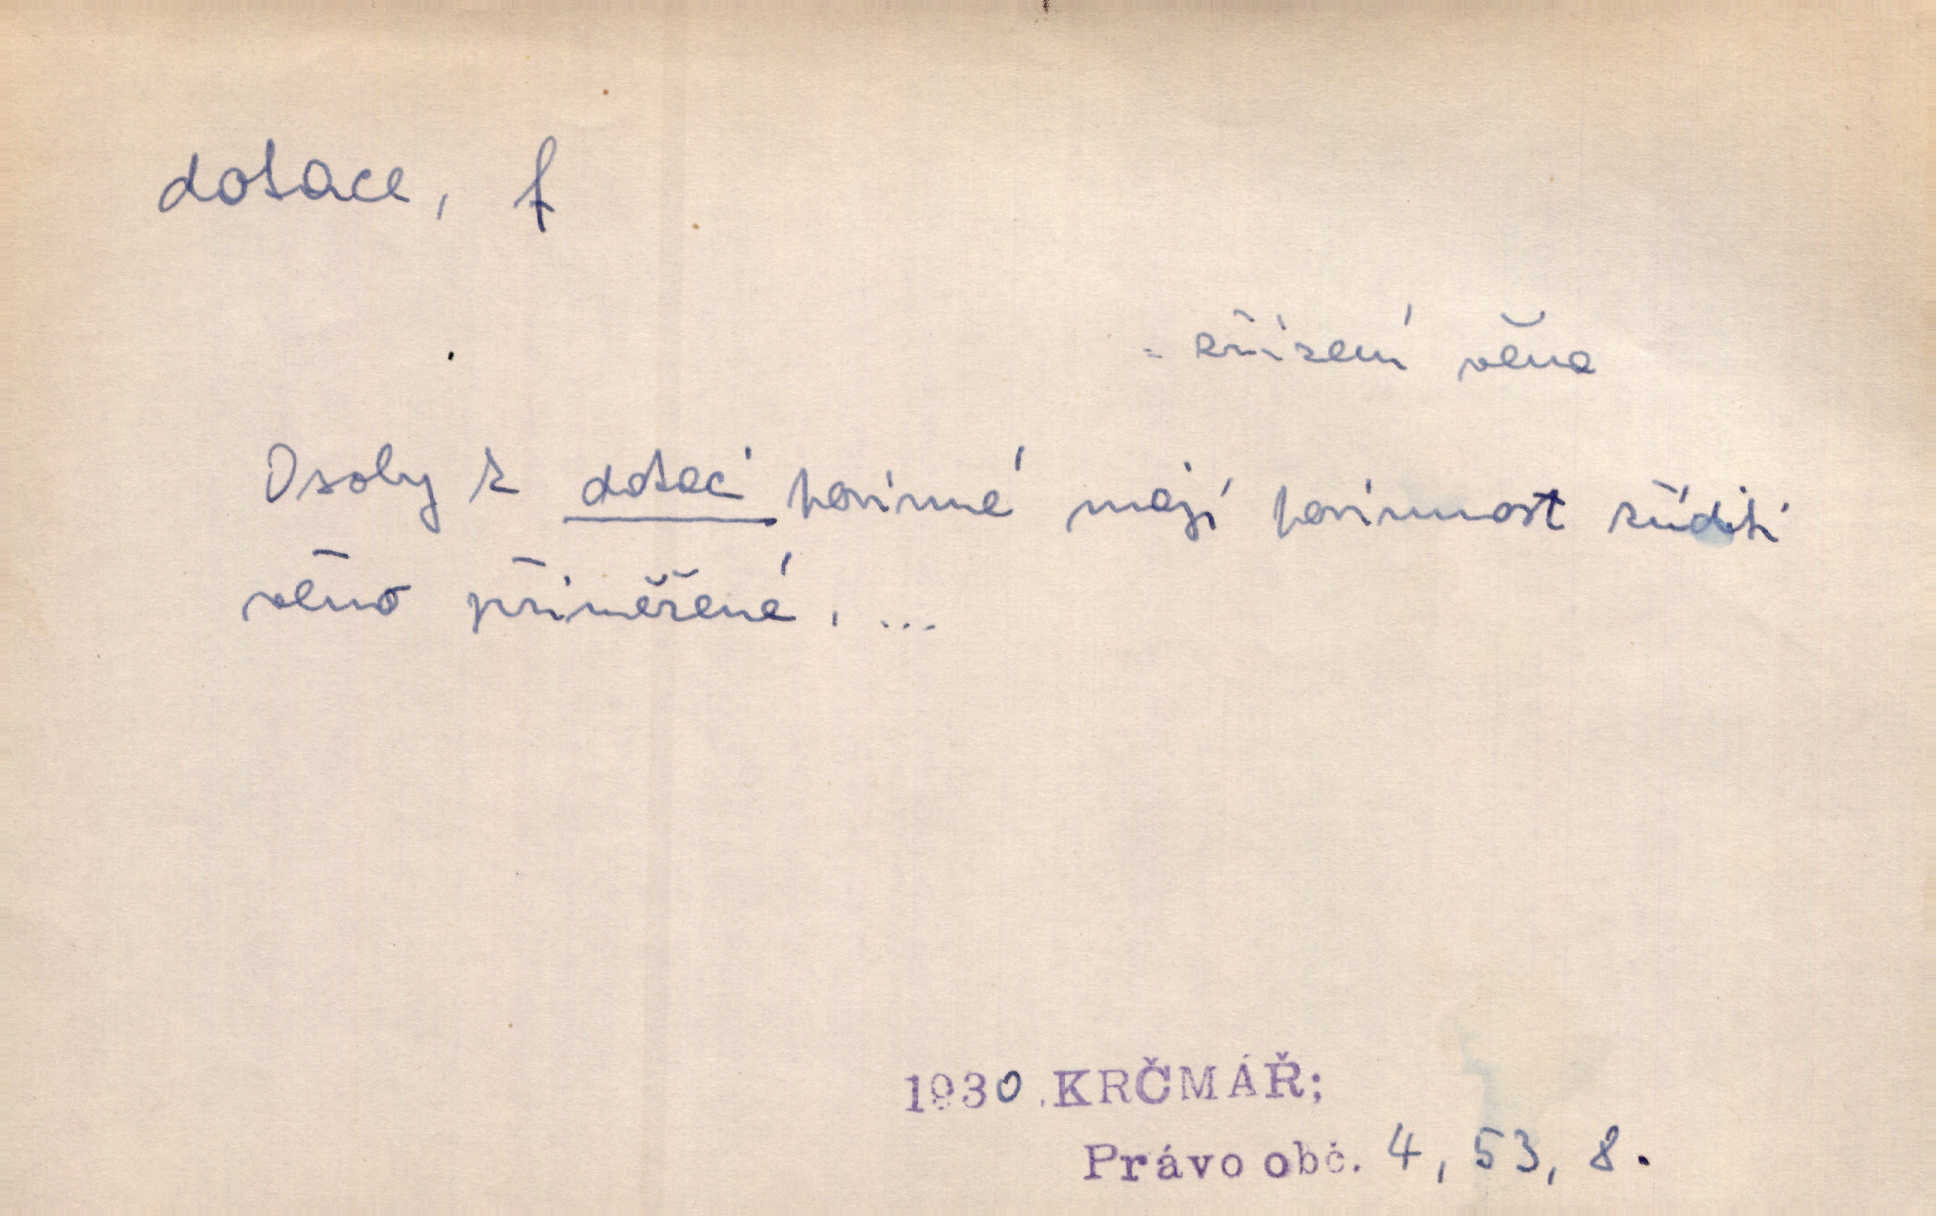 dotace, f
= zřízení věna
Osoby k dotaci povinné mají povinnost zříditi
věno přiměřené, ...
1930 KRČMÁŘ;
Právo obč. 4, 53, 8.